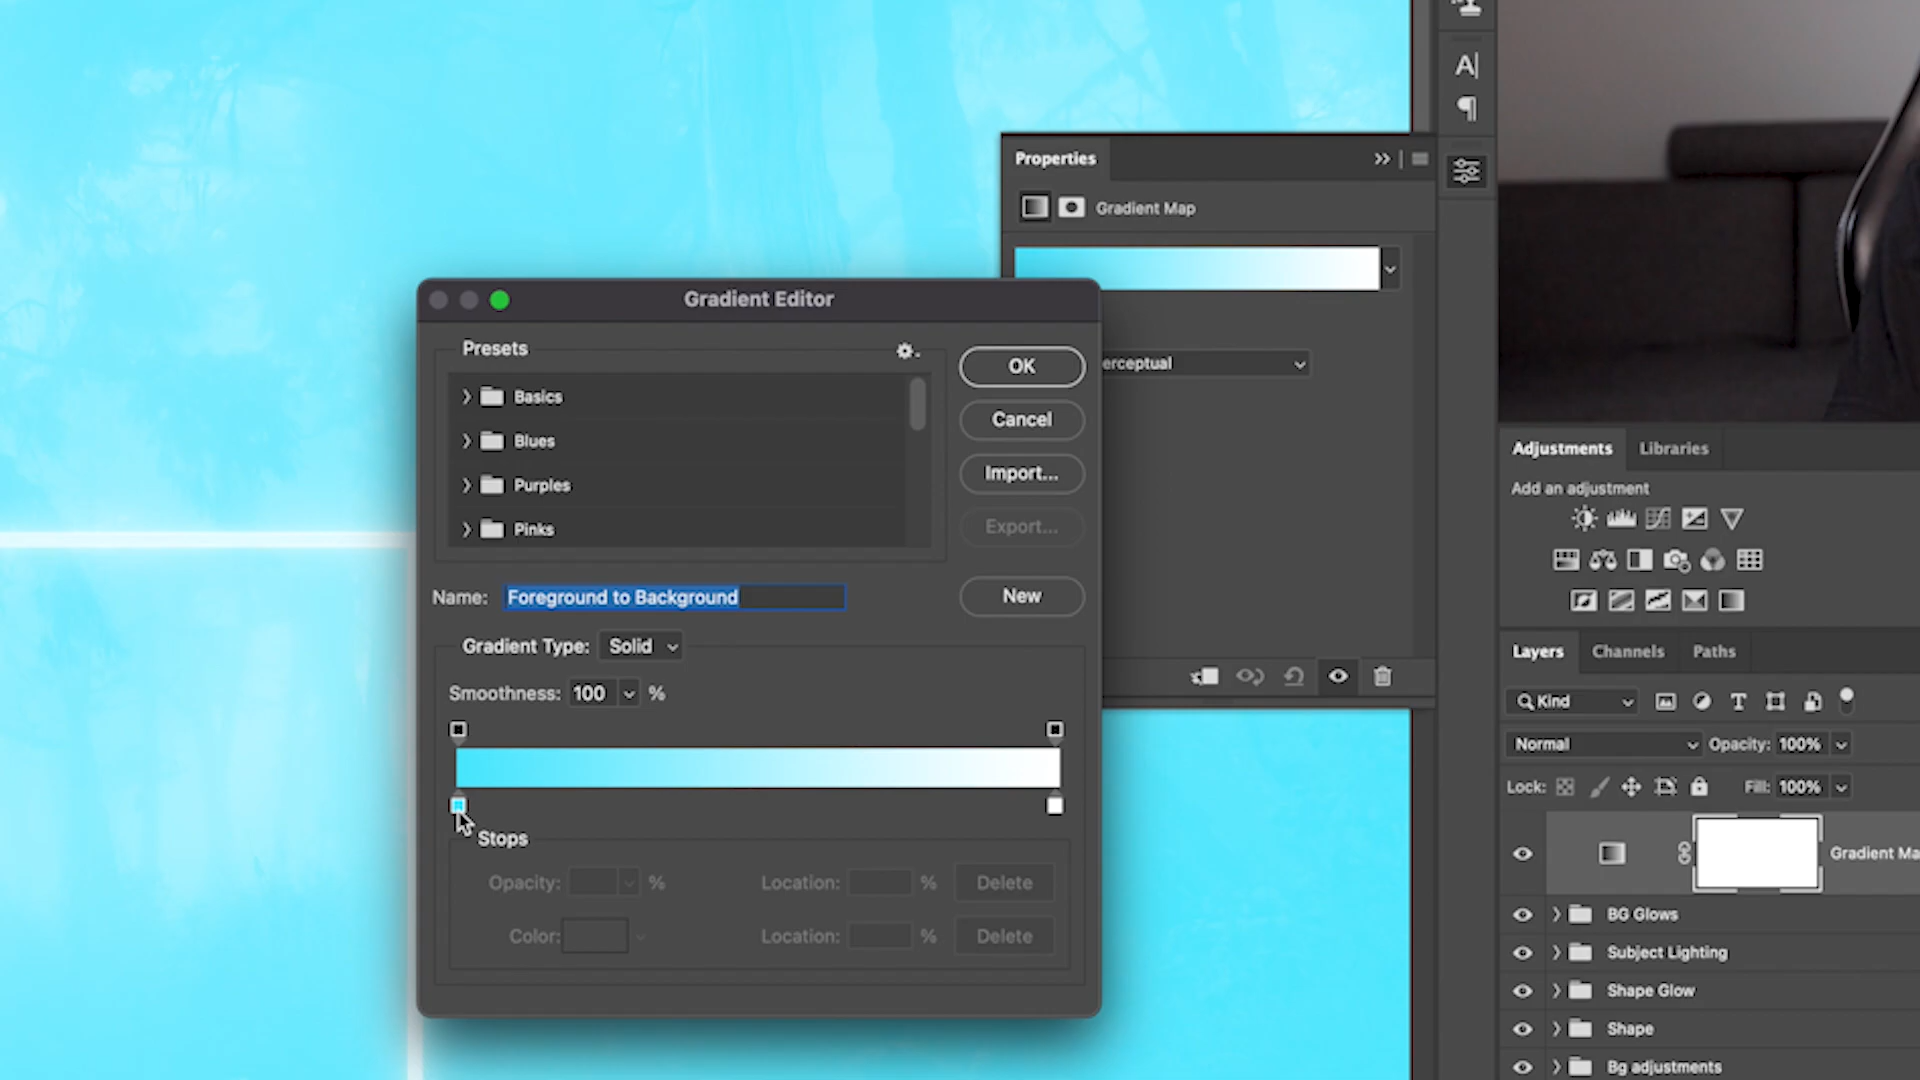 Properties
Gradient Map
Gradient Editor
Presets
OK
erceptual
Basics
Cancel
Blues
Import...
Purples
Pinks
Export...
Name: Foreground to Background
New
Gradient Type: Solid
Smoothness: 100 %
Stops
Opacity: % Location: % Delete
Color: Location: % Delete
Adjustments Libraries
Add an adjustment
Layers Channels Paths
Kind
Normal Opacity: 100%
Lock: Fill: 100%
Gradient Ma
BG Glows
Subject Lighting
Shape Glow
Shape
Bg adjustments